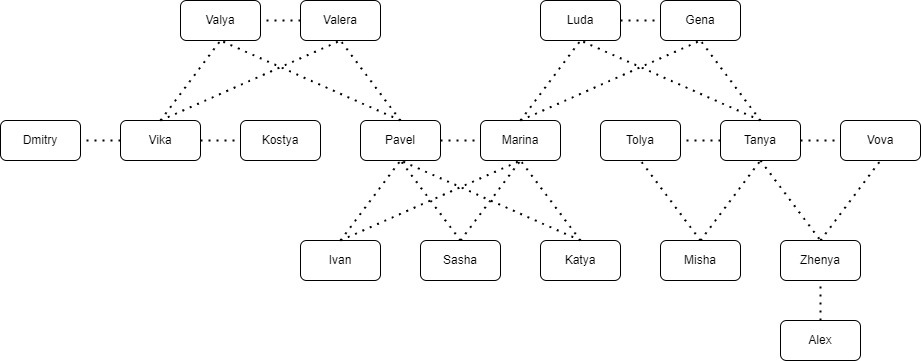 Valya
Valera
Luda
Gena
Dmitry
Vika
Kostya
Pavel
Marina
Tolya
Tanya
Vova
Ivan
Sasha
Katya
Misha
Zhenya
Alex